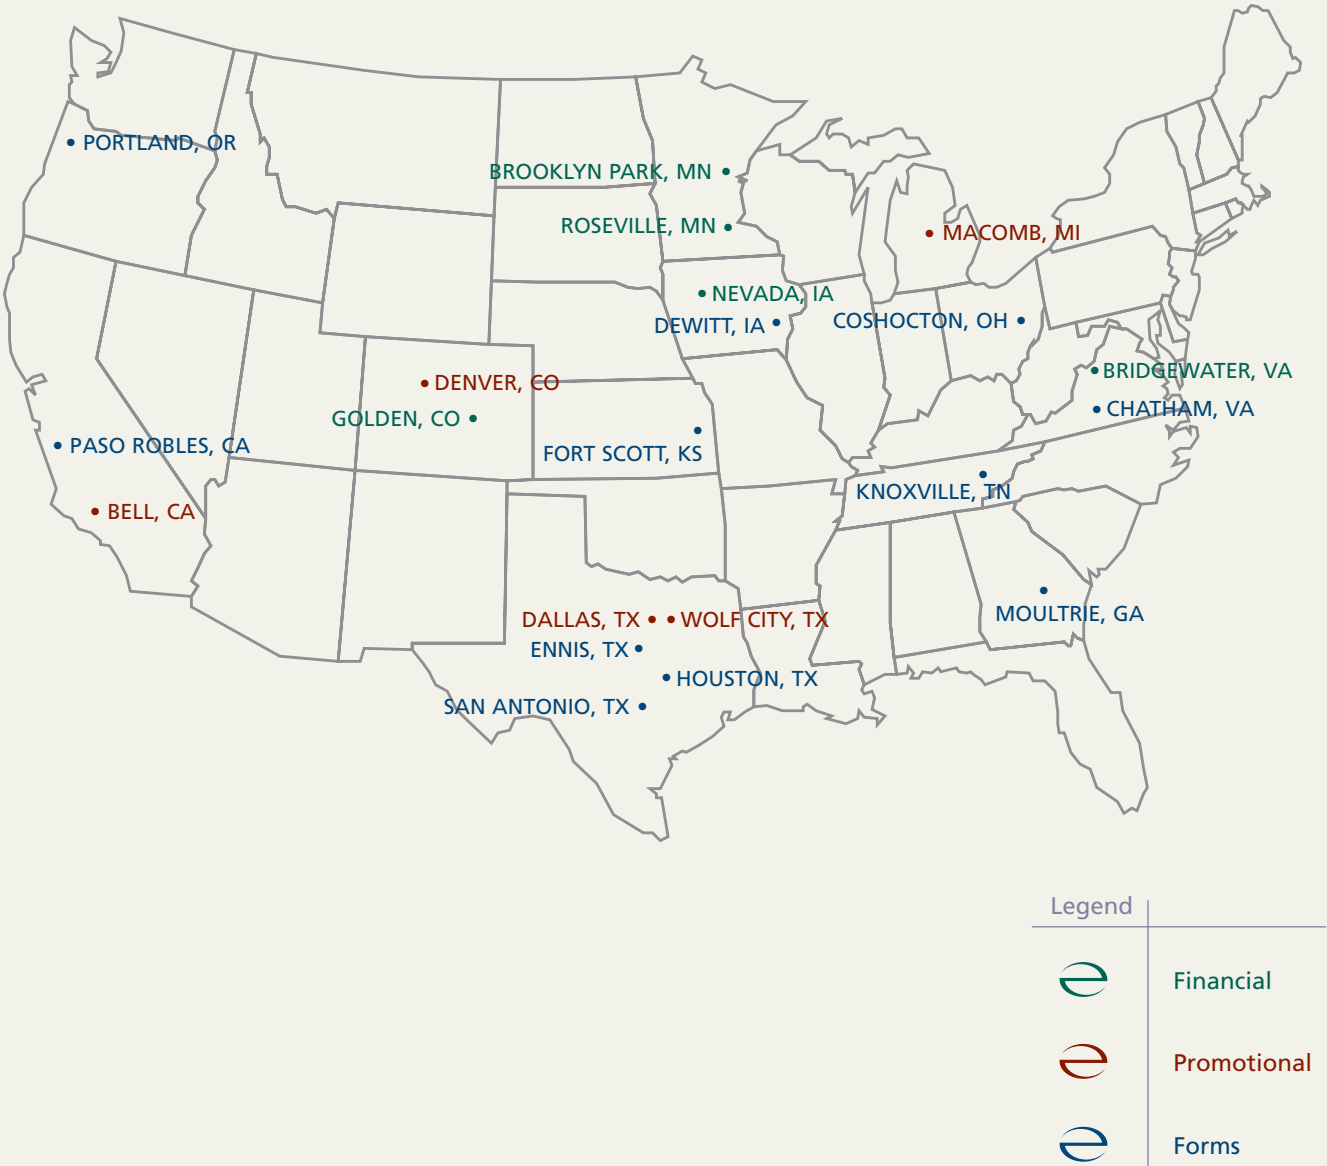 PORTLAND, OR
BROOKLYN PARK, MN
ROSEVILLE, MN
MACOMB, MI
NEVADA, IA
DEWITT, IA
COSHOCTON, OH
BRIDGEWATER, VA
DENVER, CO
CHATHAM, VA
GOLDEN, CO
PASO ROBLES, CA
FORT SCOTT, KS
KNOXVILLE, TN
BELL, CA
MOULTRIE, GA
DALLAS, TX
WOLF CITY, TX
ENNIS, TX
HOUSTON, TX
SAN ANTONIO, TX
Legend
Financial
Promotional
Forms